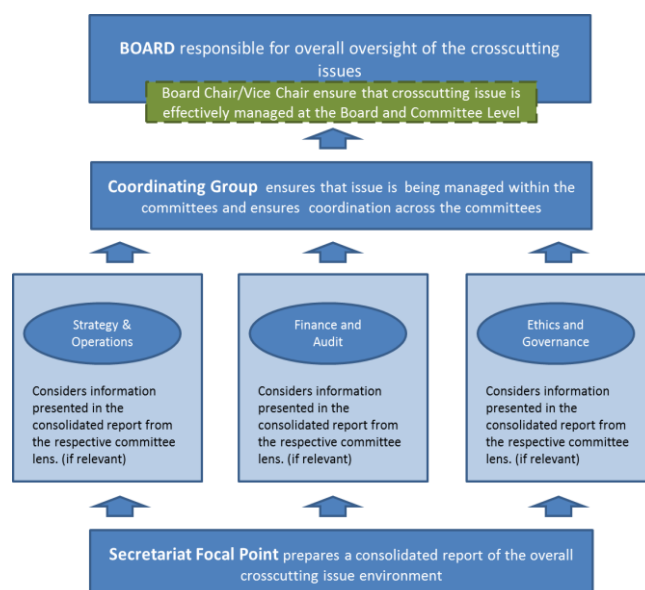 BOARD responsible for overall oversight of the crosscutting
issues
Board Chair/Vice Chair ensure that crosscutting issue is
effectively managed at the Board and Committee Level
Coordinating Group ensures that issue is being managed within the
committees and ensures coordination across the committees
Strategy &
Operations
Considers information
presented in the
consolidated report from
the respective committee
lens. (if relevant)
Finance and
Audit
Considers information
presented in the
consolidated report from
the respective committee
lens. (if relevant)
Ethics and
Governance
Considers information
presented in the
consolidated report from
the respective committee
lens. (if relevant)
Secretariat Focal Point prepares a consolidated report of the overall
crosscutting issue environment